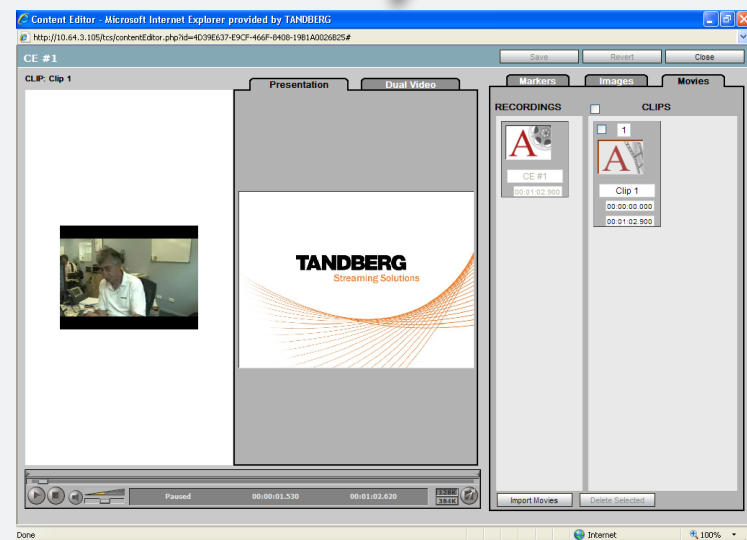 Content Editor - Microsoft Internet Explorer provided by TANDBERG
http://10.64.3.105/tcs/contentEditor.php?id=4D39E637-E9CF-466F-8408-19B1A0026B25#
CE #1
Save Revert Close
CLIP: Clip 1
Presentation Dual Video
Markers Images Movies
RECORDINGS CLIPS
1
A A
CE #1
00:01:02.900
Clip 1
00:00:00.000
00:01:02.900
TANDBERG
Streaming Solutions
Paused 00:00:01.530 00:01:02.620
128K
384K
Import Movies Delete Selected
Done Internet 100%